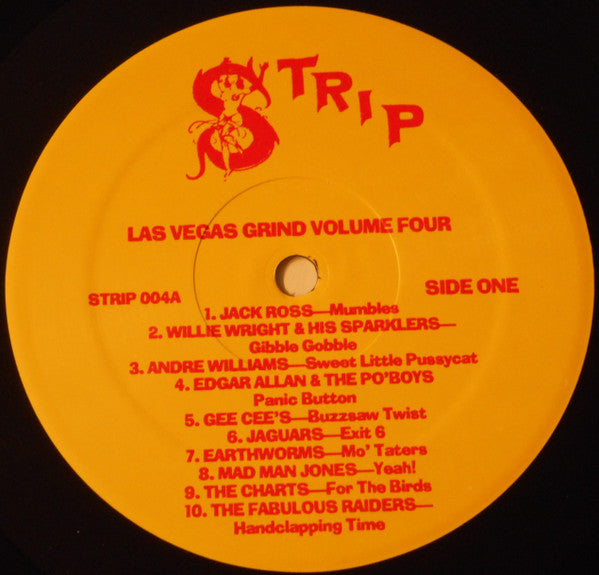 STRIP
LAS VEGAS GRIND VOLUME FOUR
STRIP 004A
SIDE ONE
1. JACK ROSS—Mumbles
2. WILLIE WRIGHT & HIS SPARKLERS—
Gibble Gobble
3. ANDRE WILLIAMS—Sweet Little Pussycat
4. EDGAR ALLAN & THE PO'BOYS
Panic Button
5. GEE CEE'S—Buzzsaw Twist
6. JAGUARS—Exit 6
7. EARTHWORMS—Mo' Taters
8. MAD MAN JONES—Yeah!
9. THE CHARTS—For The Birds
10. THE FABULOUS RAIDERS—
Handclapping Time